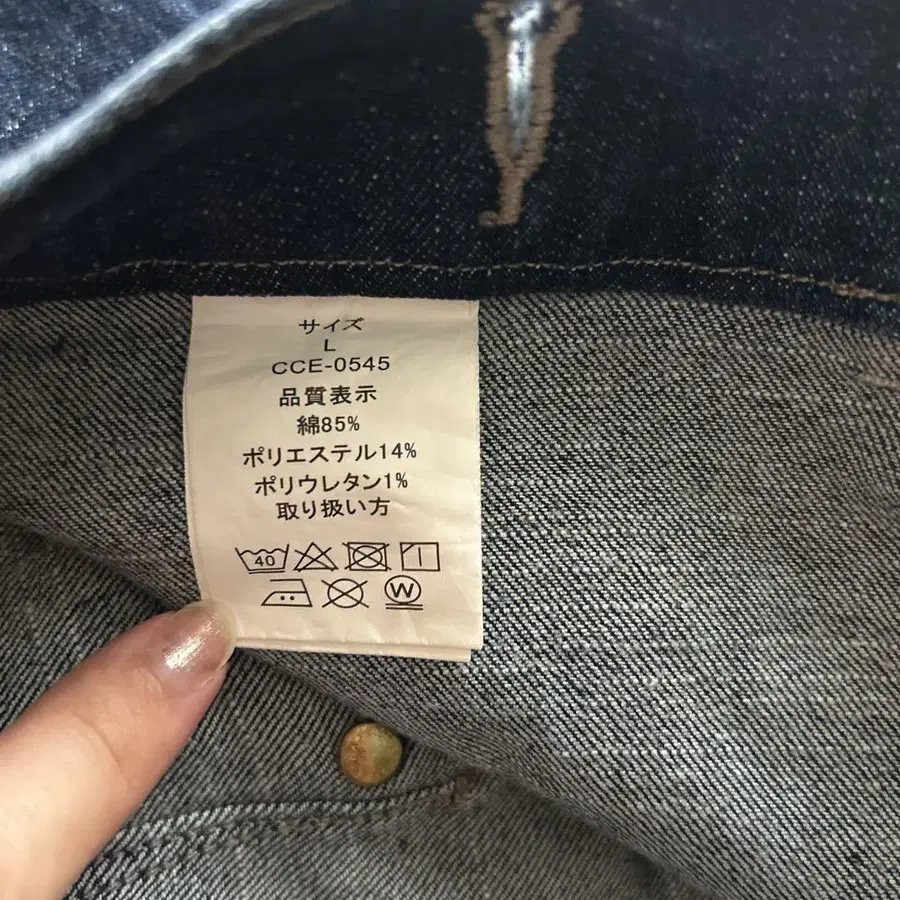 サイズ
L
CCE-0545
品質表示
綿85%
ポリエステル14%
ポリウレタン1%
取り扱い方
40
W